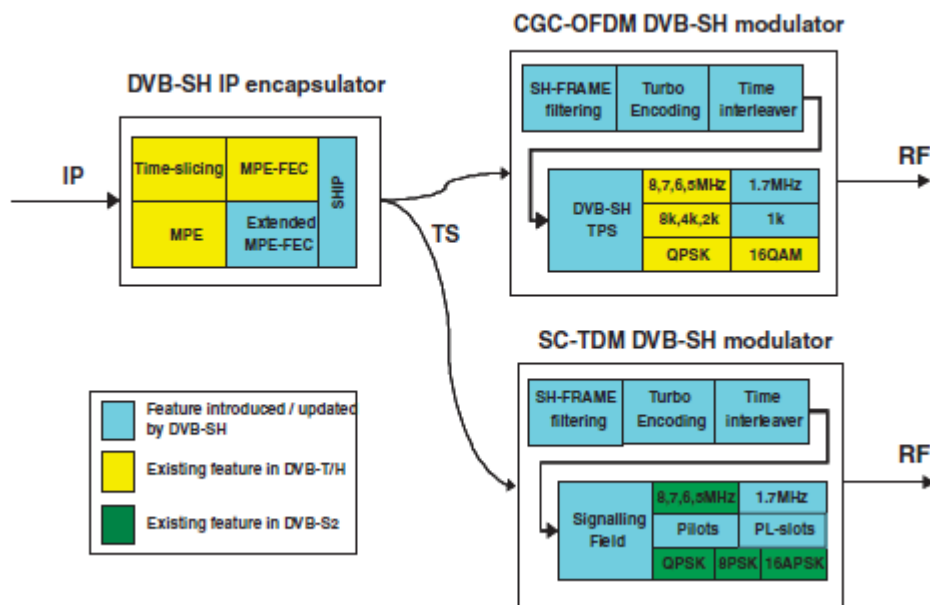 CGC-OFDM DVB-SH modulator
DVB-SH IP encapsulator
SH-FRAME
filtering
Turbo
Encoding
Time
interleaver
IP
Time-slicing
MPE-FEC
SHIP
MPE
Extended
MPE-FEC
TS
RF
DVB-SH
TPS
8,7,6,5MHz
1.7MHz
8k,4k,2k
1k
QPSK
16QAM
SC-TDM DVB-SH modulator
SH-FRAME
filtering
Turbo
Encoding
Time
interleaver
RF
Signalling
Field
8,7,6,5MHz
1.7MHz
Pilots
PL-slots
QPSK
8PSK
16APSK
Feature introduced / updated
by DVB-SH
Existing feature in DVB-T/H
Existing feature in DVB-S2